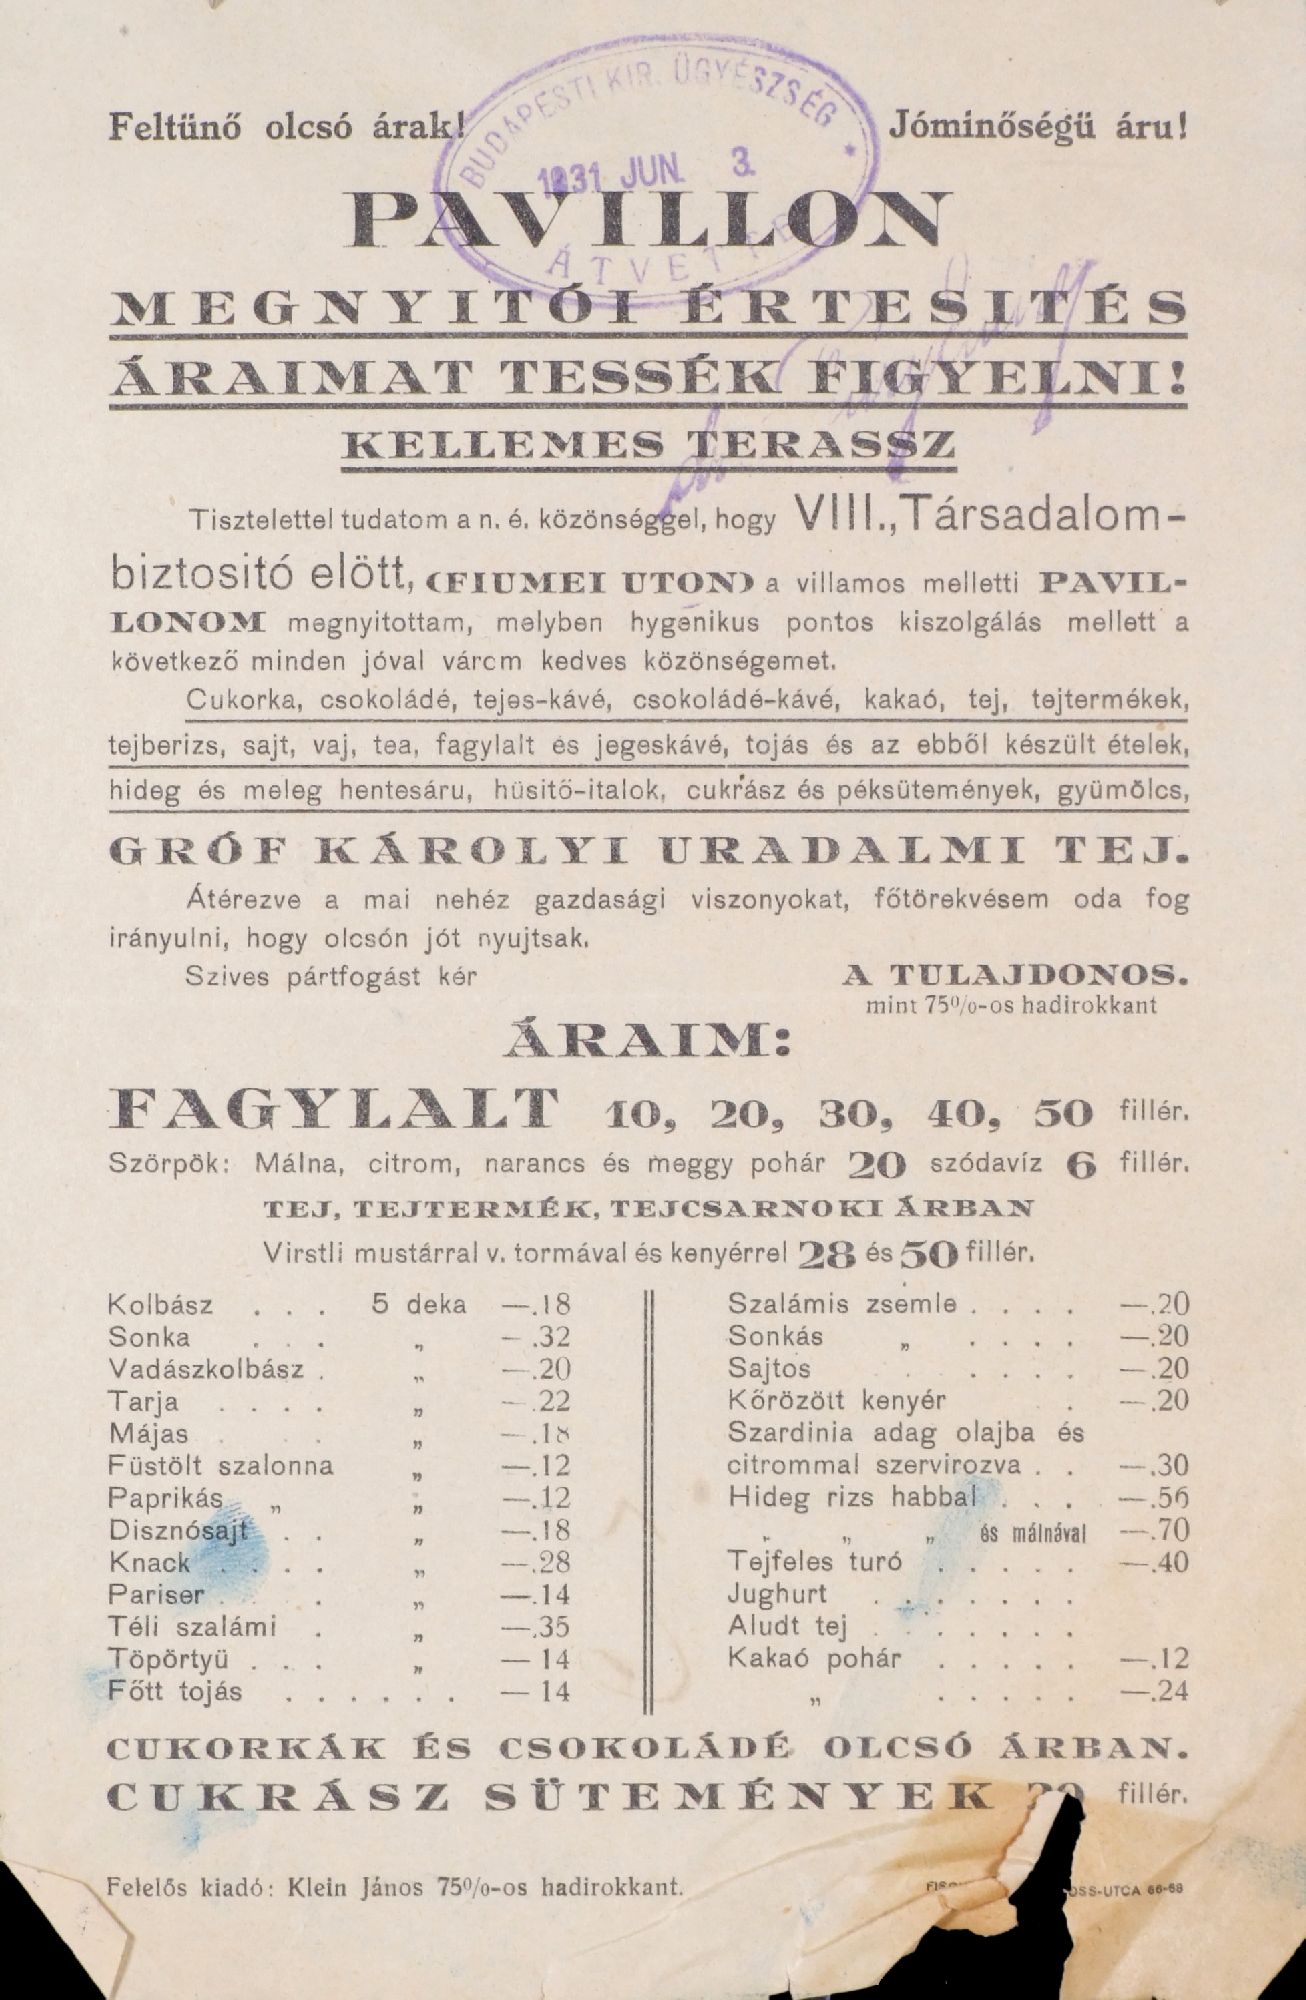 BUDAPESTI KIR. ÜGYÉSZSÉG *
1931 JUN. 3.
ÁTVETTE
Feltünő olcsó árak!
Jóminőségü áru!
PAVILLON
MEGNYITÓI ÉRTESITÉS
ÁRAIMAT TESSÉK FIGYELNI!
KELLEMES TERASSZ
Tisztelettel tudatom a n. é. közönséggel, hogy VIII., Társadalom-
biztositó elött, (FIUMEI UTON) a villamos melletti PAVIL-
LONOM megnyitottam, melyben hygenikus pontos kiszolgálás mellett a
következő minden jóval várom kedves közönségemet.
Cukorka, csokoládé, tejes-kávé, csokoládé-kávé, kakaó, tej, tejtermékek,
tejberizs, sajt, vaj, tea, fagylalt és jegeskávé, tojás és az ebből készült ételek,
hideg és meleg hentesáru, hüsitő-italok, cukrász és péksütemények, gyümölcs,
GRÓF KÁROLYI URADALMI TEJ.
Átérezve a mai nehéz gazdasági viszonyokat, főtörekvésem oda fog
irányulni, hogy olcsón jót nyujtsak.
Szives pártfogást kér A TULAJDONOS.
mint 75%-os hadirokkant
ÁRAIM:
FAGYLALT 10, 20, 30, 40, 50 fillér.
Szörpök: Málna, citrom, narancs és meggy pohár 20 szódavíz 6 fillér.
TEJ, TEJTERMÉK, TEJCSARNOKI ÁRBAN
Virstli mustárral v. tormával és kenyérrel 28 és 50 fillér.
Kolbász . . . 5 deka —.18
Sonka . . . „ —.32
Vadászkolbász . „ —.20
Tarja . . . . „ —.22
Májas . . . „ —.18
Füstölt szalonna „ —.12
Paprikás „ „ —.12
Disznósajt . . „ —.18
Knack . . . . „ —.28
Pariser . . . „ —.14
Téli szalámi . „ —.35
Töpörtyü . . . „ —14
Főtt tojás . . . . . . —14
Szalámis zsemle . . . . —.20
Sonkás „ . . . . —.20
Sajtos . . . . —.20
Kőrözött kenyér . —.20
Szardinia adag olajba és
citrommal szervirozva . . —.30
Hideg rizs habbal . . . —.56
„ „ „ és málnával —.70
Tejfeles turó . . . . . —.40
Jughurt . . . . . . .
Aludt tej . . . . . . .
Kakaó pohár . . . . . —.12
„ . . . . . —.24
CUKORKÁK ÉS CSOKOLÁDÉ OLCSÓ ÁRBAN.
CUKRÁSZ SÜTEMÉNYEK fillér.
Felelős kiadó: Klein János 75%-os hadirokkant.
OSS-UTCA 66-68